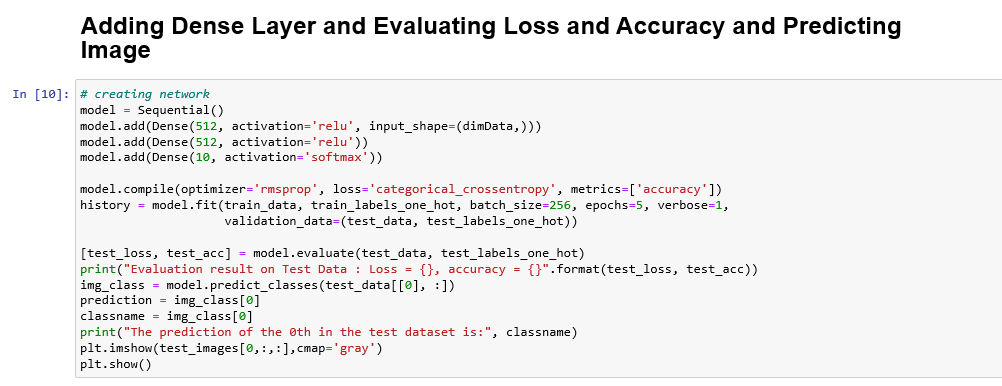 Adding Dense Layer and Evaluating Loss and Accuracy and Predicting
Image
In [10]: # creating network
model = Sequential()
model.add(Dense(512, activation='relu', input_shape=(dimData,)))
model.add(Dense(512, activation='relu'))
model.add(Dense(10, activation='softmax'))
model.compile(optimizer='rmsprop', loss='categorical_crossentropy', metrics=['accuracy'])
history = model.fit(train_data, train_labels_one_hot, batch_size=256, epochs=5, verbose=1,
validation_data=(test_data, test_labels_one_hot))
[test_loss, test_acc] = model.evaluate(test_data, test_labels_one_hot)
print("Evaluation result on Test Data : Loss = {}, accuracy = {}".format(test_loss, test_acc))
img_class = model.predict_classes(test_data[[0], :])
prediction = img_class[0]
classname = img_class[0]
print("The prediction of the 0th in the test dataset is:", classname)
plt.imshow(test_images[0,:,:],cmap='gray')
plt.show()